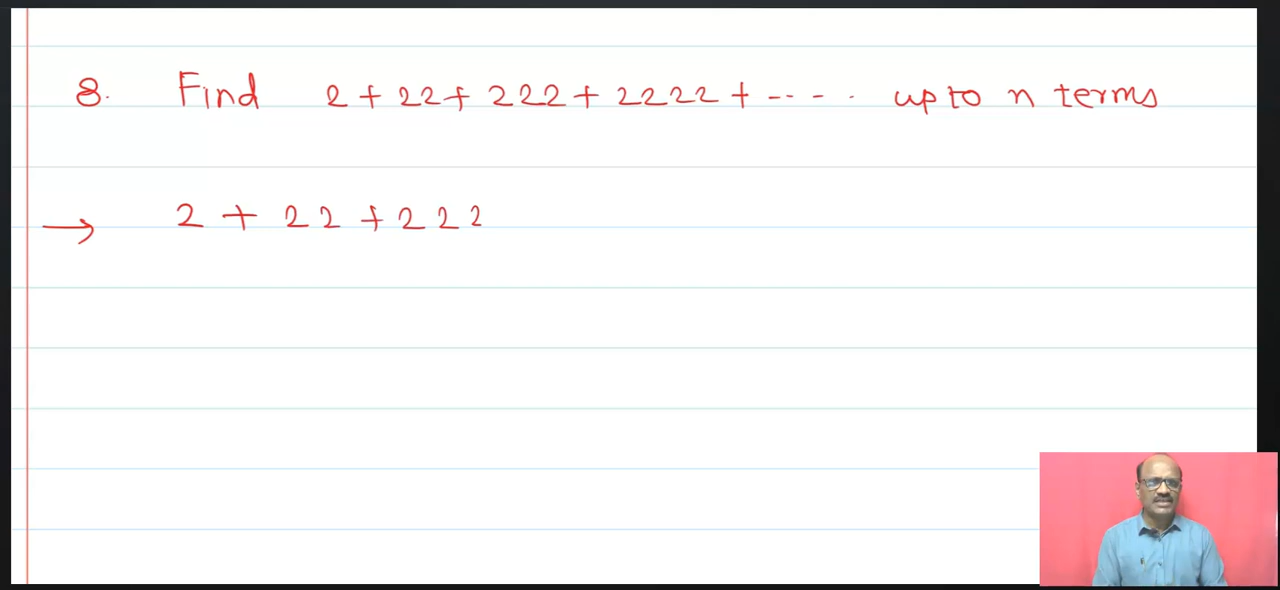 8. Find 2 + 22 + 222 + 2222 + ----. upto n terms
→ 2 + 22 + 222